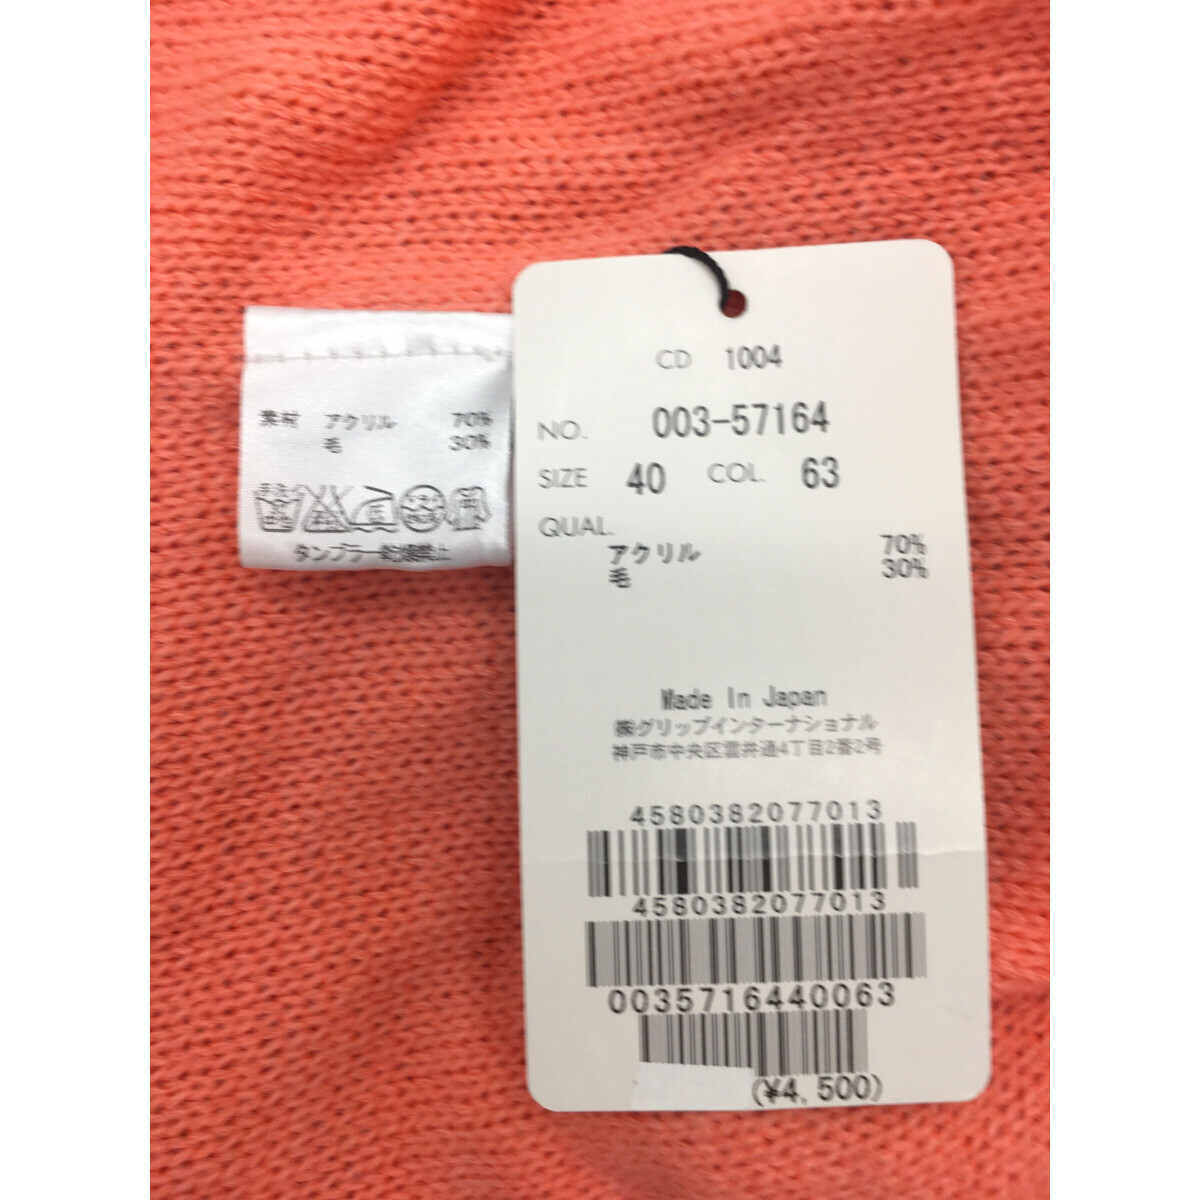 素材 アクリル 70%
毛 30%
タンブラー乾燥禁止
CD 1004
NO. 003-57164
SIZE 40 COL. 63
QUAL.
アクリル 70%
毛 30%
Made In Japan
㈱グリップインターナショナル
神戸市中央区雲井通4丁目2番2号
4580382077013
4580382077013
0035716440063
(¥4,500)